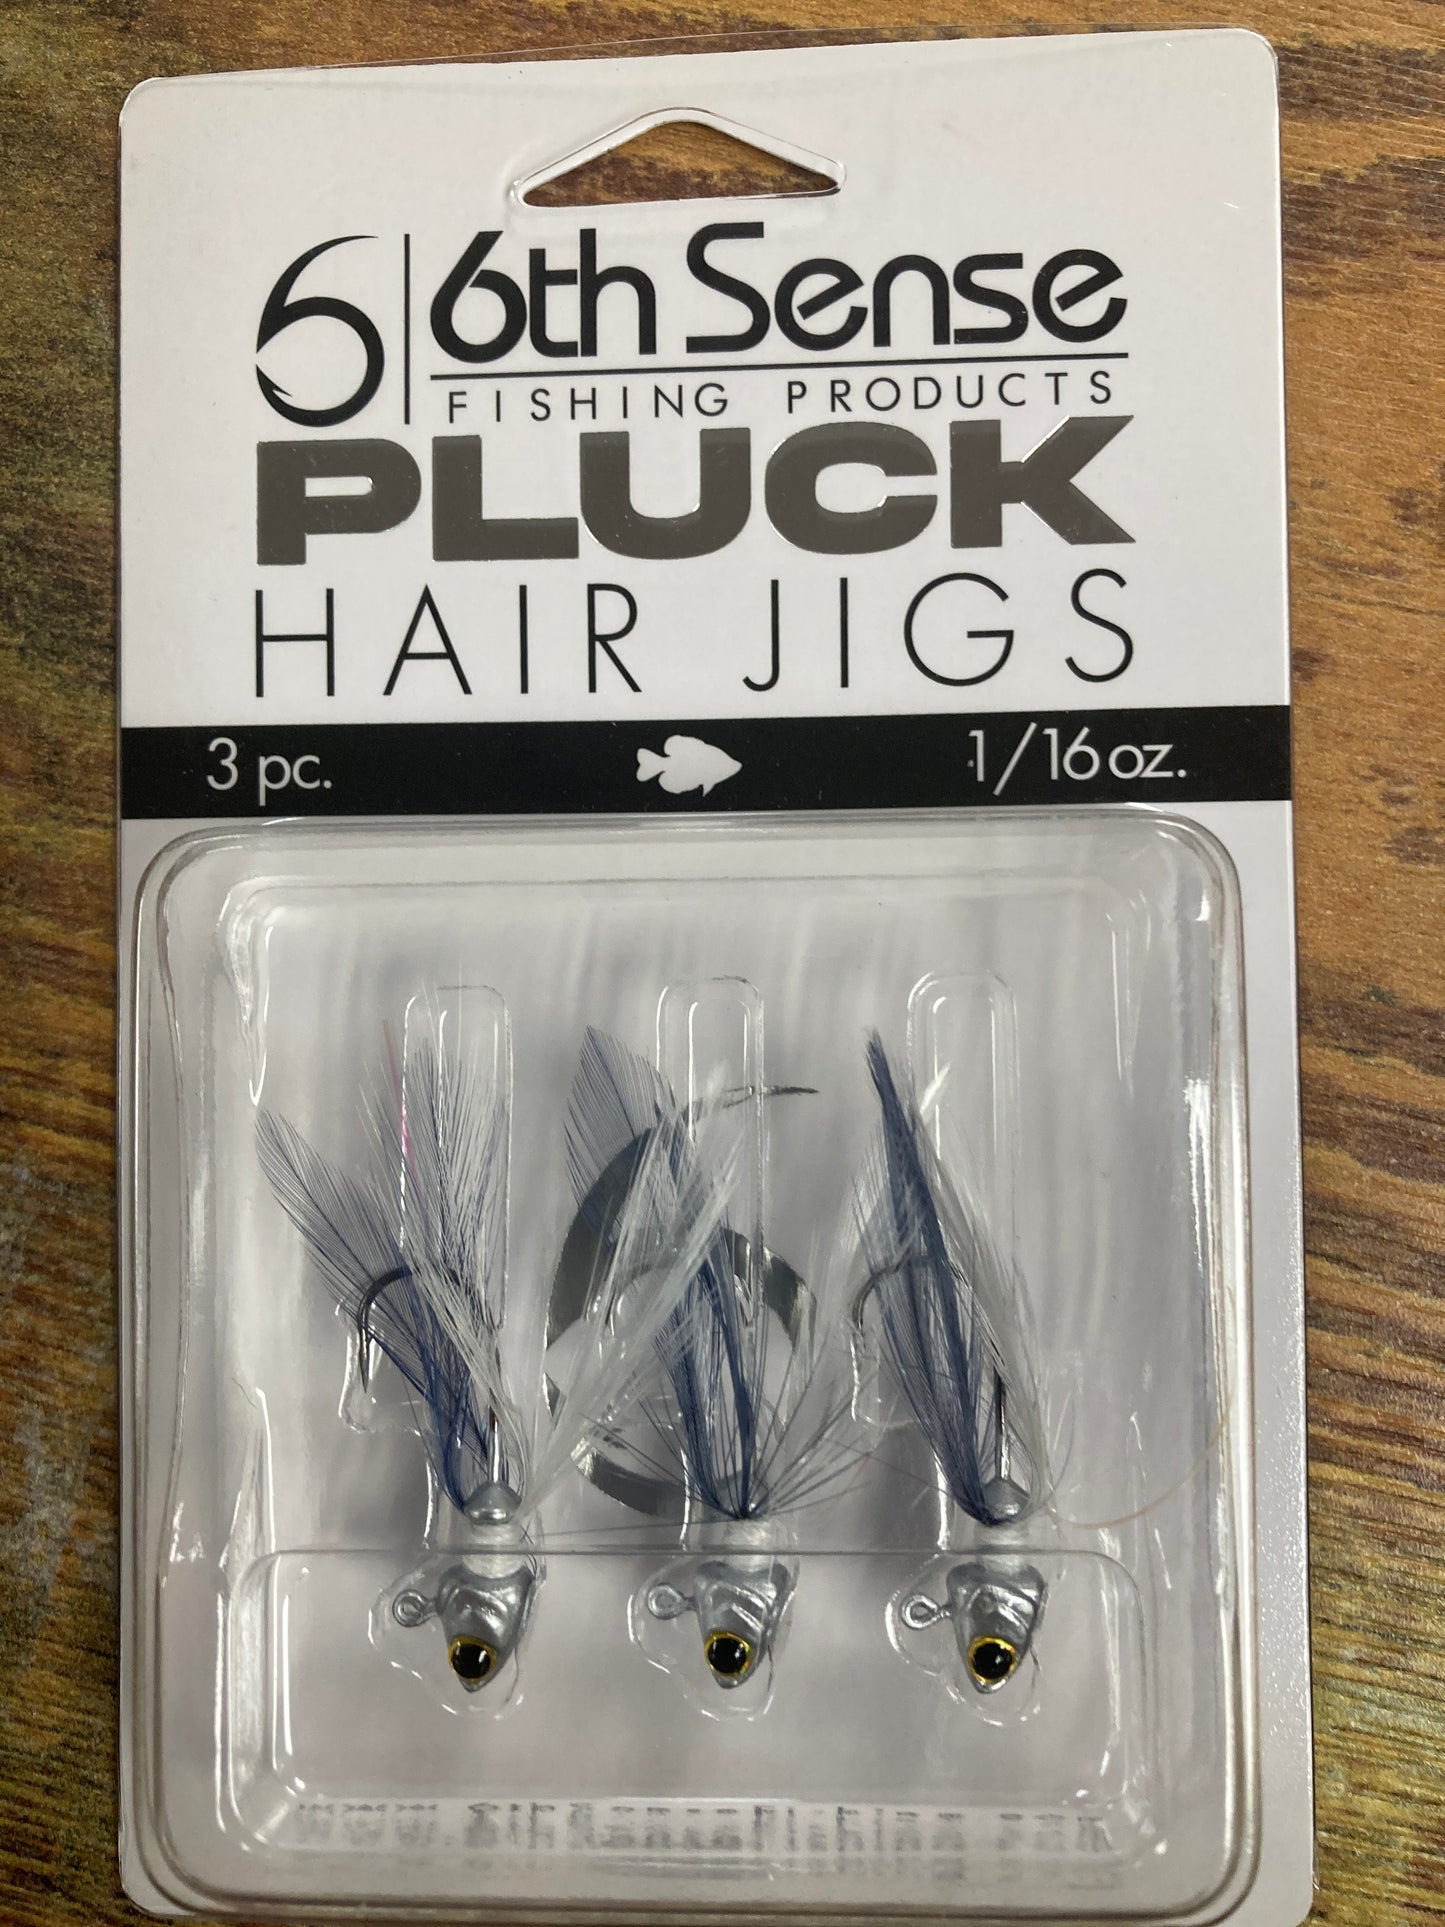 6th Sense
FISHING PRODUCTS
PLUCK
HAIR JIGS
3 pc. 1/16 oz.